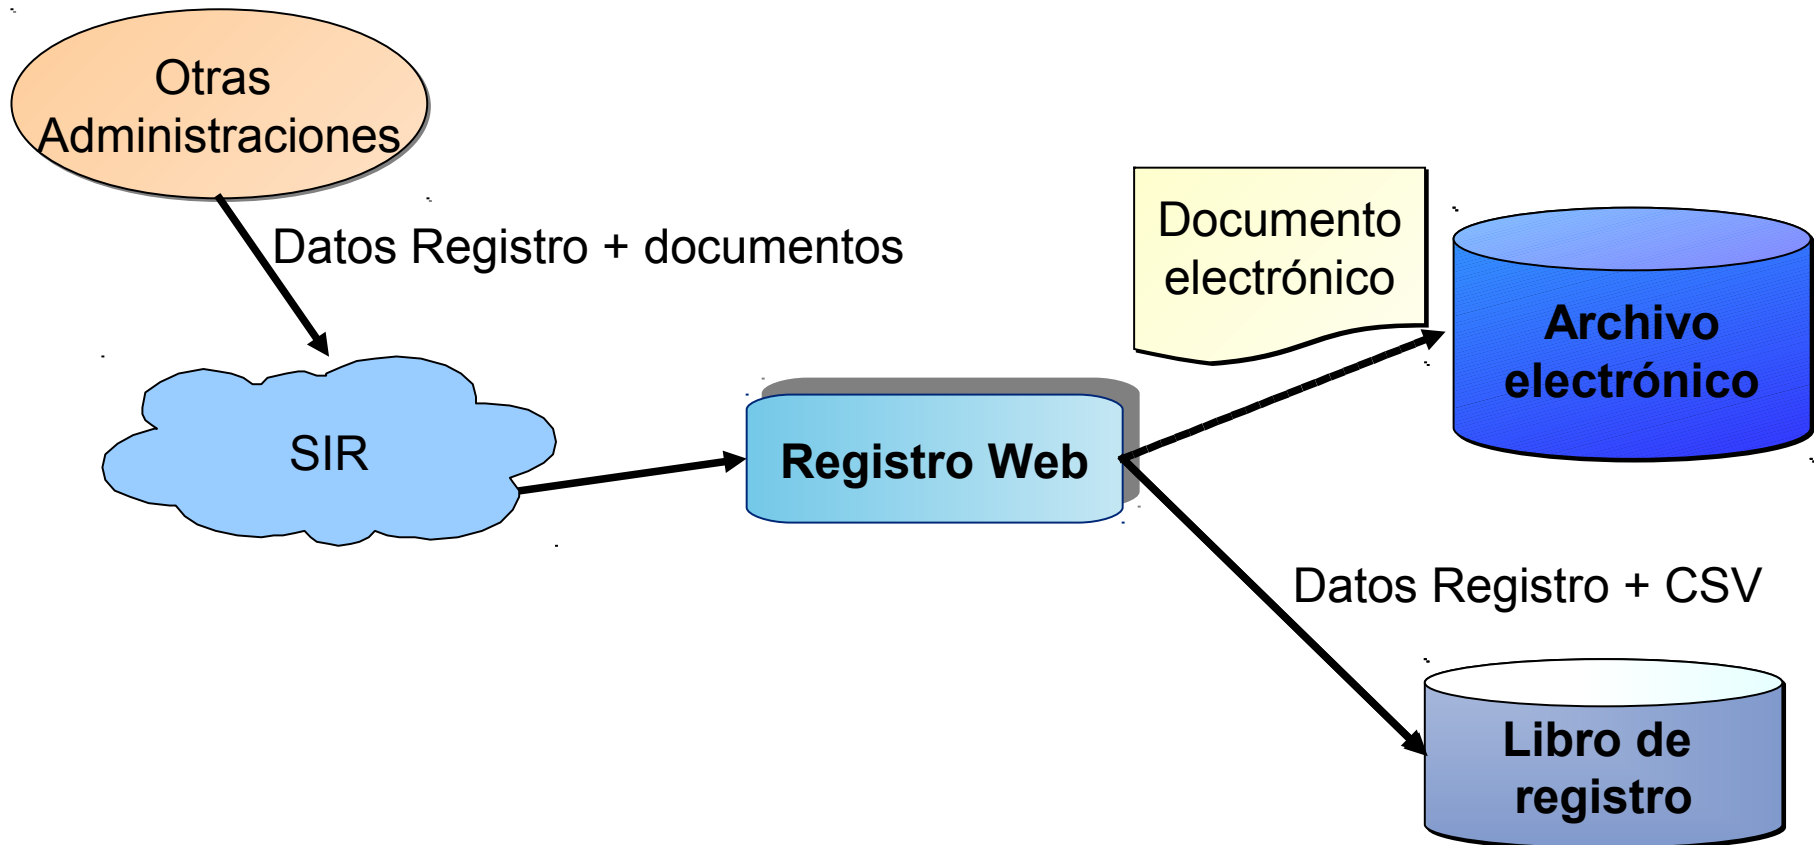 Otras
Administraciones
Datos Registro + documentos
SIR
Registro Web
Documento
electrónico
Archivo
electrónico
Datos Registro + CSV
Libro de
registro